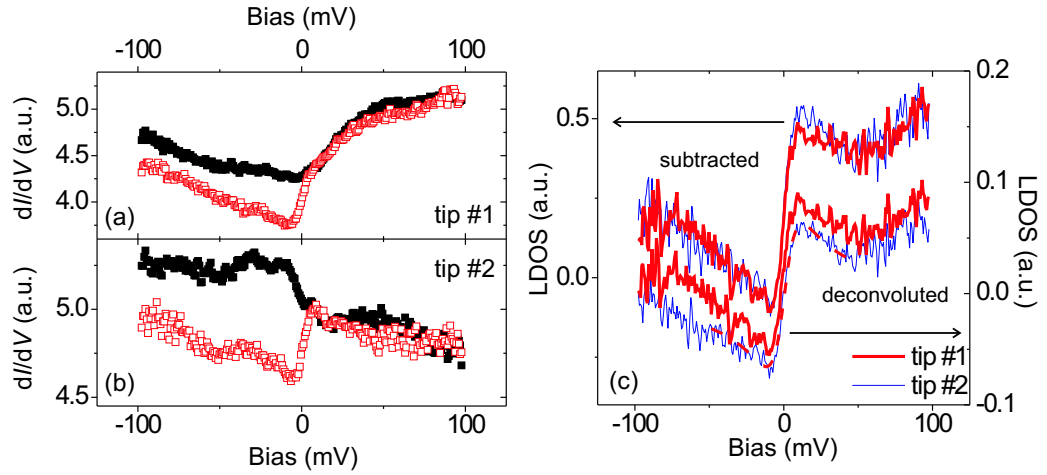 Bias (mV)
-100 0 100
dI/dV (a.u.)
5.0
4.5
4.0
(a)
tip #1
dI/dV (a.u.)
5.0
4.5
tip #2
(b)
-100 0 100
Bias (mV)
LDOS (a.u.)
0.5
0.0
subtracted
deconvoluted
(c)
tip #1
tip #2
-100 0 100
Bias (mV)
0.2
0.1
0.0
-0.1
LDOS (a.u.)